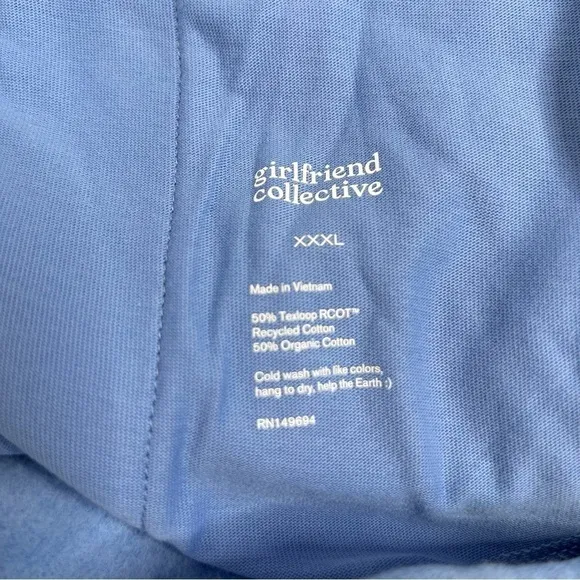 girlfriend
collective
XXXL
Made in Vietnam
50% Texloop RCOT™
Recycled Cotton
50% Organic Cotton
Cold wash with like colors,
hang to dry, help the Earth :)
RN149694